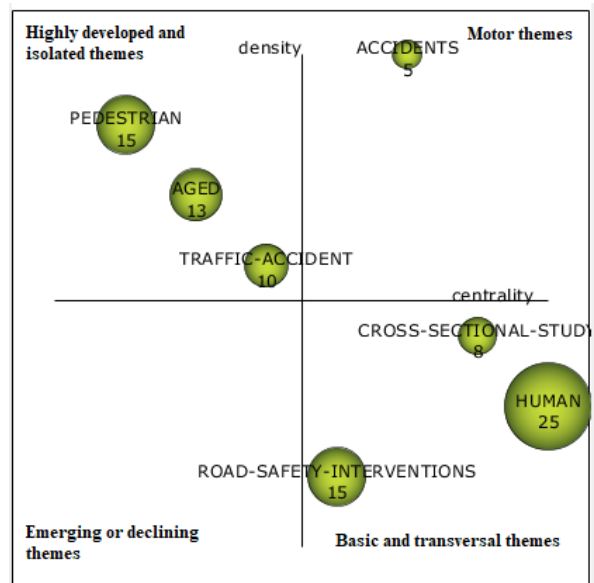 Highly developed and
isolated themes
density
ACCIDENTS
5
Motor themes
PEDESTRIAN
15
AGED
13
TRAFFIC-ACCIDENT
10
centrality
CROSS-SECTIONAL-STUDY
8
HUMAN
25
ROAD-SAFETY-INTERVENTIONS
15
Emerging or declining
themes
Basic and transversal themes